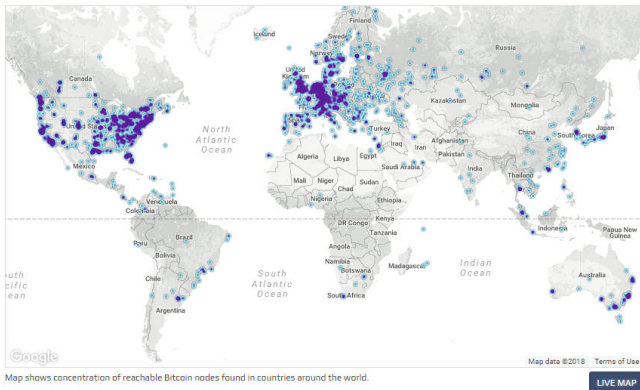 Iceland
Finland
Sweden
Norway
Russia
Canada
United
Kingdom
Kazakhstan
Mongolia
United States
North
Atlantic
Ocean
Turkey
China
South Korea
Japan
Iraq
Iran
Afghanistan
Pakistan
Algeria
Libya
Egypt
Saudi Arabia
India
Mexico
Mali
Niger
Chad
Sudan
Thailand
Nigeria
Ethiopia
Venezuela
Colombia
DR Congo
Kenya
Indonesia
Papua New
Guinea
Tanzania
Peru
Brazil
Angola
Bolivia
Namibia
Botswana
Madagascar
Indian
Ocean
Australia
Chile
South
Atlantic
Ocean
South Africa
Argentina
outh
cific
ean
Google
Map data ©2018
Terms of Use
Map shows concentration of reachable Bitcoin nodes found in countries around the world.
LIVE MAP